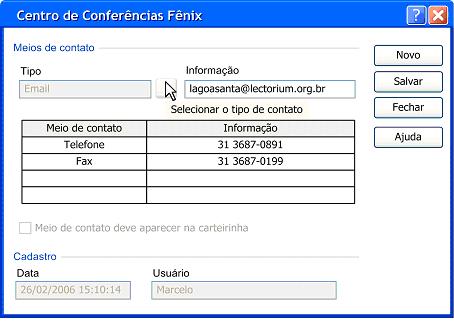 Centro de Conferências Fênix
?
Meios de contato
Tipo Informação
Email lagoasanta@lectorium.org.br
Selecionar o tipo de contato
Novo
Salvar
Fechar
Ajuda
Meio de contato Informação
Telefone 31 3687-0891
Fax 31 3687-0199
Meio de contato deve aparecer na carteirinha
Cadastro
Data Usuário
26/02/2006 15:10:14 Marcelo